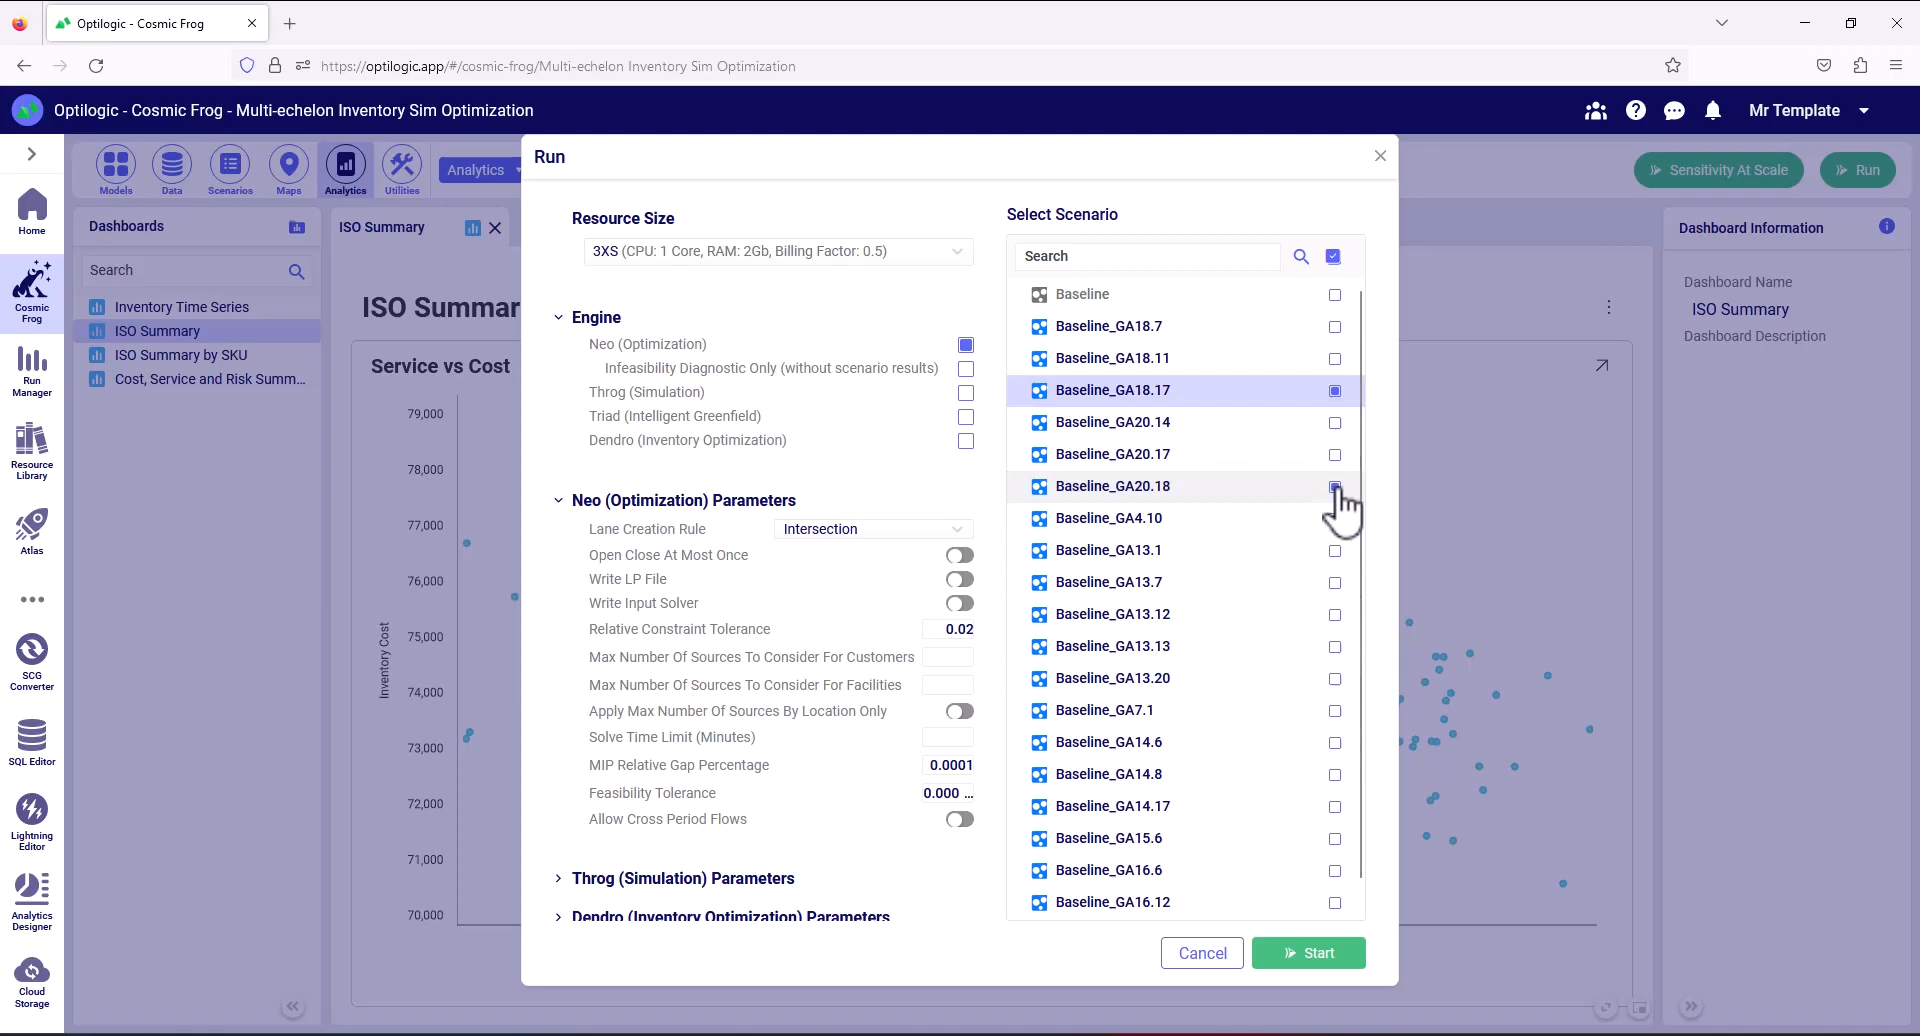 Optilogic - Cosmic Frog
https://optilogic.app/#/cosmic-frog/Multi-echelon Inventory Sim Optimization
Optilogic - Cosmic Frog - Multi-echelon Inventory Sim Optimization
Mr Template
Home
Cosmic
Frog
Run
Manager
Resource
Library
Atlas
SCG
Converter
SQL Editor
Lightning
Editor
Analytics
Designer
Cloud
Storage
Models
Data
Scenarios
Maps
Analytics
Utilities
Analytics
Sensitivity At Scale
Run
Dashboards
Search
Inventory Time Series
ISO Summary
ISO Summary by SKU
Cost, Service and Risk Summ...
ISO Summary
ISO Summar
Service vs Cost
Inventory Cost
79,000
78,000
77,000
76,000
75,000
74,000
73,000
72,000
71,000
70,000
Run
Resource Size
3XS (CPU: 1 Core, RAM: 2Gb, Billing Factor: 0.5)
Engine
Neo (Optimization)
Infeasibility Diagnostic Only (without scenario results)
Throg (Simulation)
Triad (Intelligent Greenfield)
Dendro (Inventory Optimization)
Neo (Optimization) Parameters
Lane Creation Rule Intersection
Open Close At Most Once
Write LP File
Write Input Solver
Relative Constraint Tolerance 0.02
Max Number Of Sources To Consider For Customers
Max Number Of Sources To Consider For Facilities
Apply Max Number Of Sources By Location Only
Solve Time Limit (Minutes)
MIP Relative Gap Percentage 0.0001
Feasibility Tolerance 0.000 ...
Allow Cross Period Flows
Throg (Simulation) Parameters
Dendro (Inventory Optimization) Parameters
Select Scenario
Search
Baseline
Baseline_GA18.7
Baseline_GA18.11
Baseline_GA18.17
Baseline_GA20.14
Baseline_GA20.17
Baseline_GA20.18
Baseline_GA4.10
Baseline_GA13.1
Baseline_GA13.7
Baseline_GA13.12
Baseline_GA13.13
Baseline_GA13.20
Baseline_GA7.1
Baseline_GA14.6
Baseline_GA14.8
Baseline_GA14.17
Baseline_GA15.6
Baseline_GA16.6
Baseline_GA16.12
Cancel
Start
Dashboard Information
Dashboard Name
ISO Summary
Dashboard Description